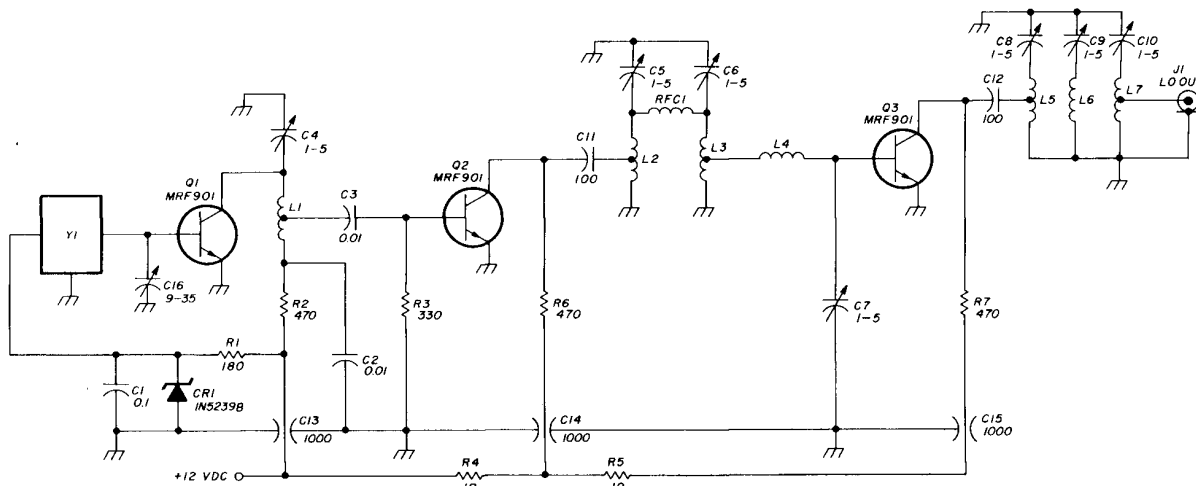 C8
1-5
C9
1-5
C10
1-5
J1
C5
1-5
C6
1-5
RFC1
C12
100
L5
L6
L7
Q3
MRF901
C4
1-5
Q2
MRF901
C11
100
L2
L3
L4
Q1
MRF901
L1
C3
0.01
Y1
C16
9-35
R2
470
R3
330
R6
470
C7
1-5
R7
470
R1
180
C1
0.1
CR1
1N5239B
C2
0.01
C13
1000
C14
1000
C15
1000
+12 VDC
R4
R5